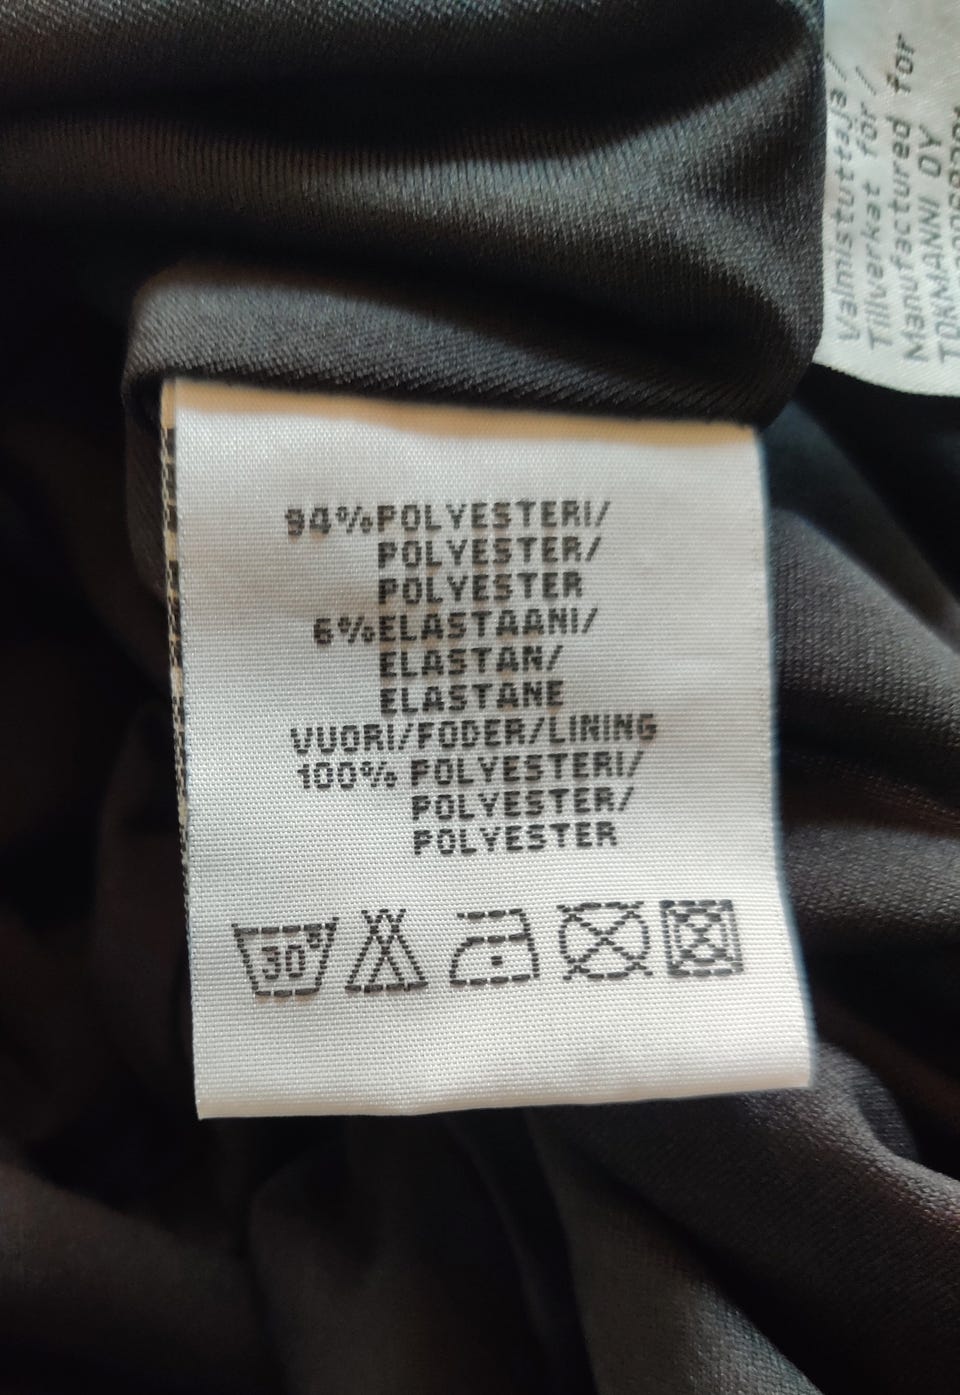 94%POLYESTERI/
POLYESTER/
POLYESTER
6%ELASTAANI/
ELASTAN/
ELASTANE
VUORI/FODER/LINING
100% POLYESTERI/
POLYESTER/
POLYESTER
30°
Valmistuttaja/
Tillverkat för/
Manufactured for
TOKMANNI OY